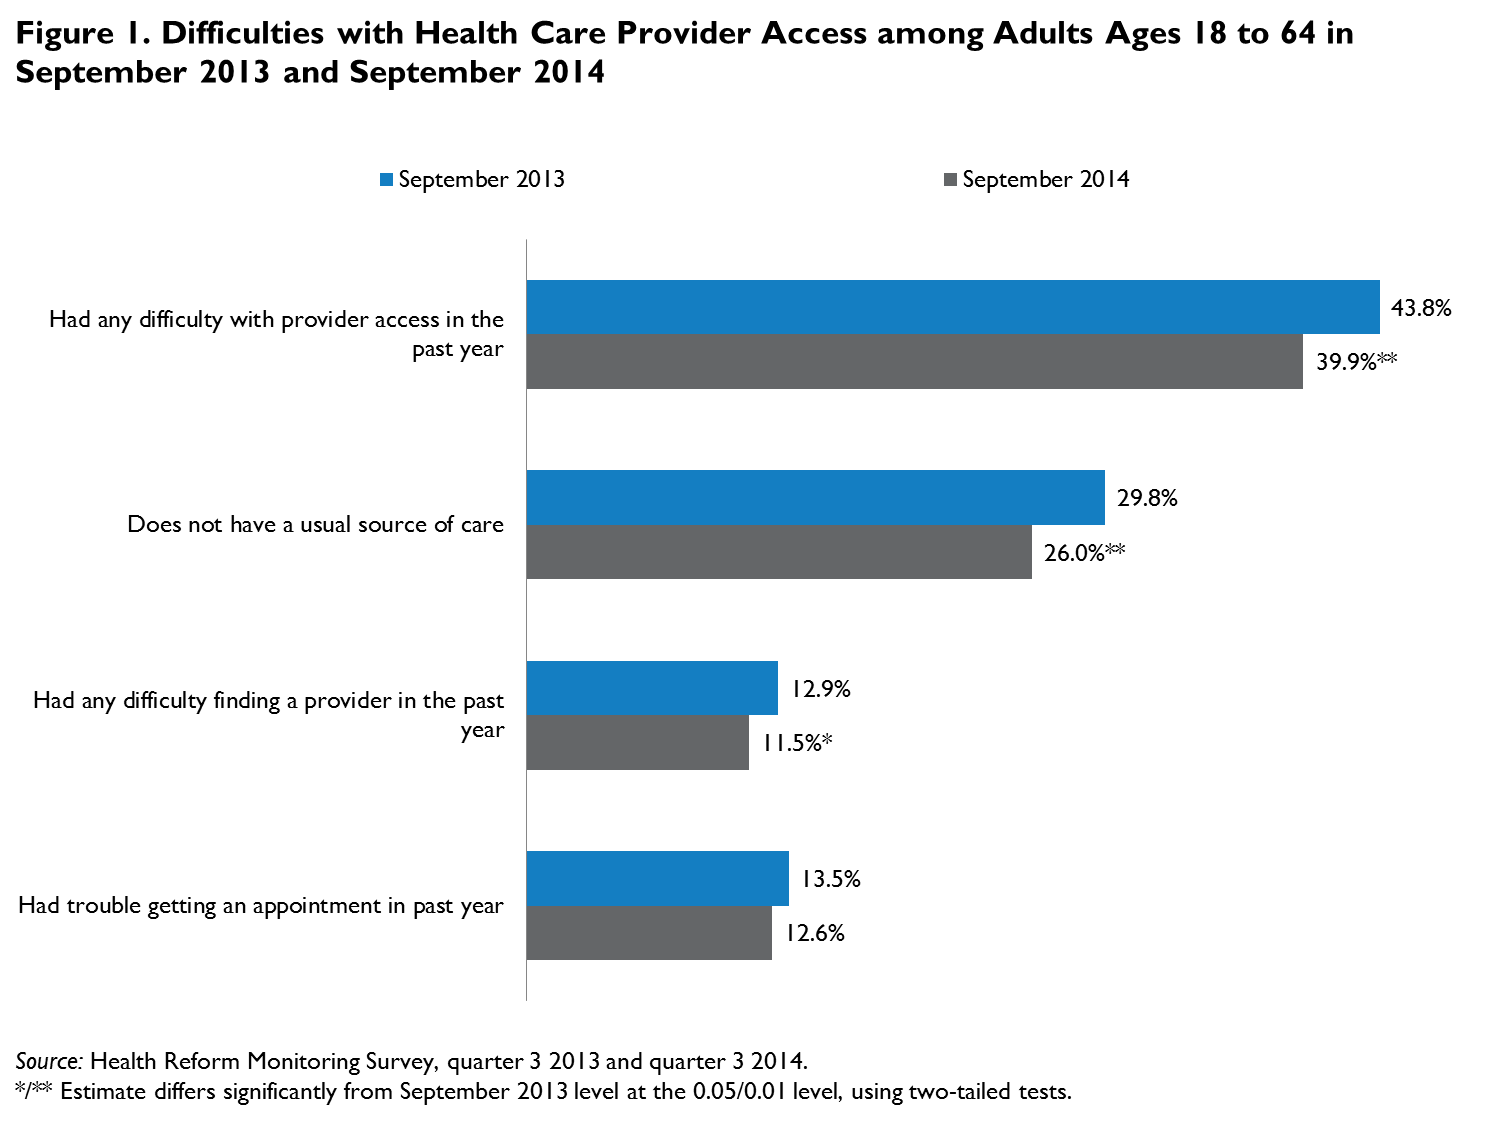 Figure 1. Difficulties with Health Care Provider Access among Adults Ages 18 to 64 in
September 2013 and September 2014
September 2013
September 2014
Had any difficulty with provider access in the
past year
43.8%
39.9%**
Does not have a usual source of care
29.8%
26.0%**
Had any difficulty finding a provider in the past
year
12.9%
11.5%*
Had trouble getting an appointment in past year
13.5%
12.6%
Source: Health Reform Monitoring Survey, quarter 3 2013 and quarter 3 2014.
*/** Estimate differs significantly from September 2013 level at the 0.05/0.01 level, using two-tailed tests.